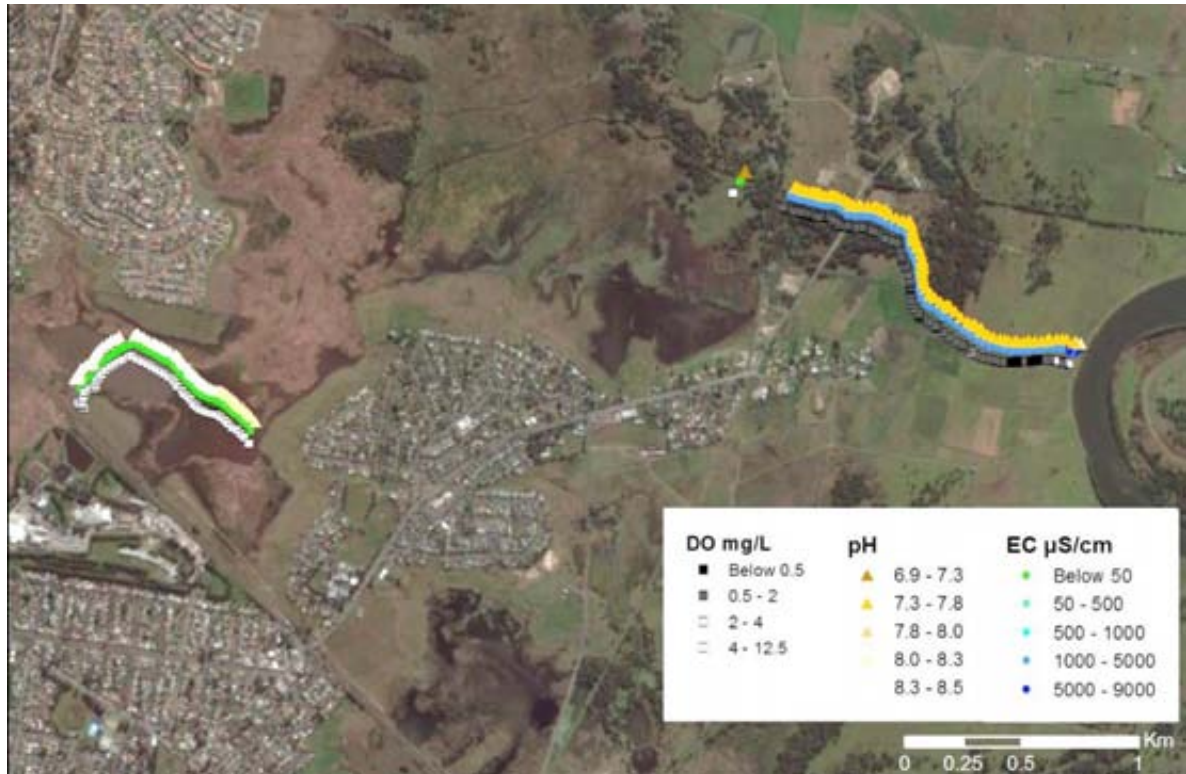 DO mg/L
Below 0.5
0.5 - 2
2 - 4
4 - 12.5
pH
6.9 - 7.3
7.3 - 7.8
7.8 - 8.0
8.0 - 8.3
8.3 - 8.5
EC µS/cm
Below 50
50 - 500
500 - 1000
1000 - 5000
5000 - 9000
Km
0 0.25 0.5 1